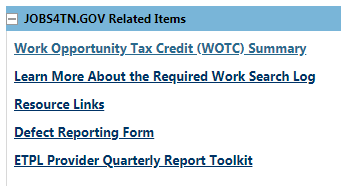 JOBS4TN.GOV Related Items
Work Opportunity Tax Credit (WOTC) Summary
Learn More About the Required Work Search Log
Resource Links
Defect Reporting Form
ETPL Provider Quarterly Report Toolkit